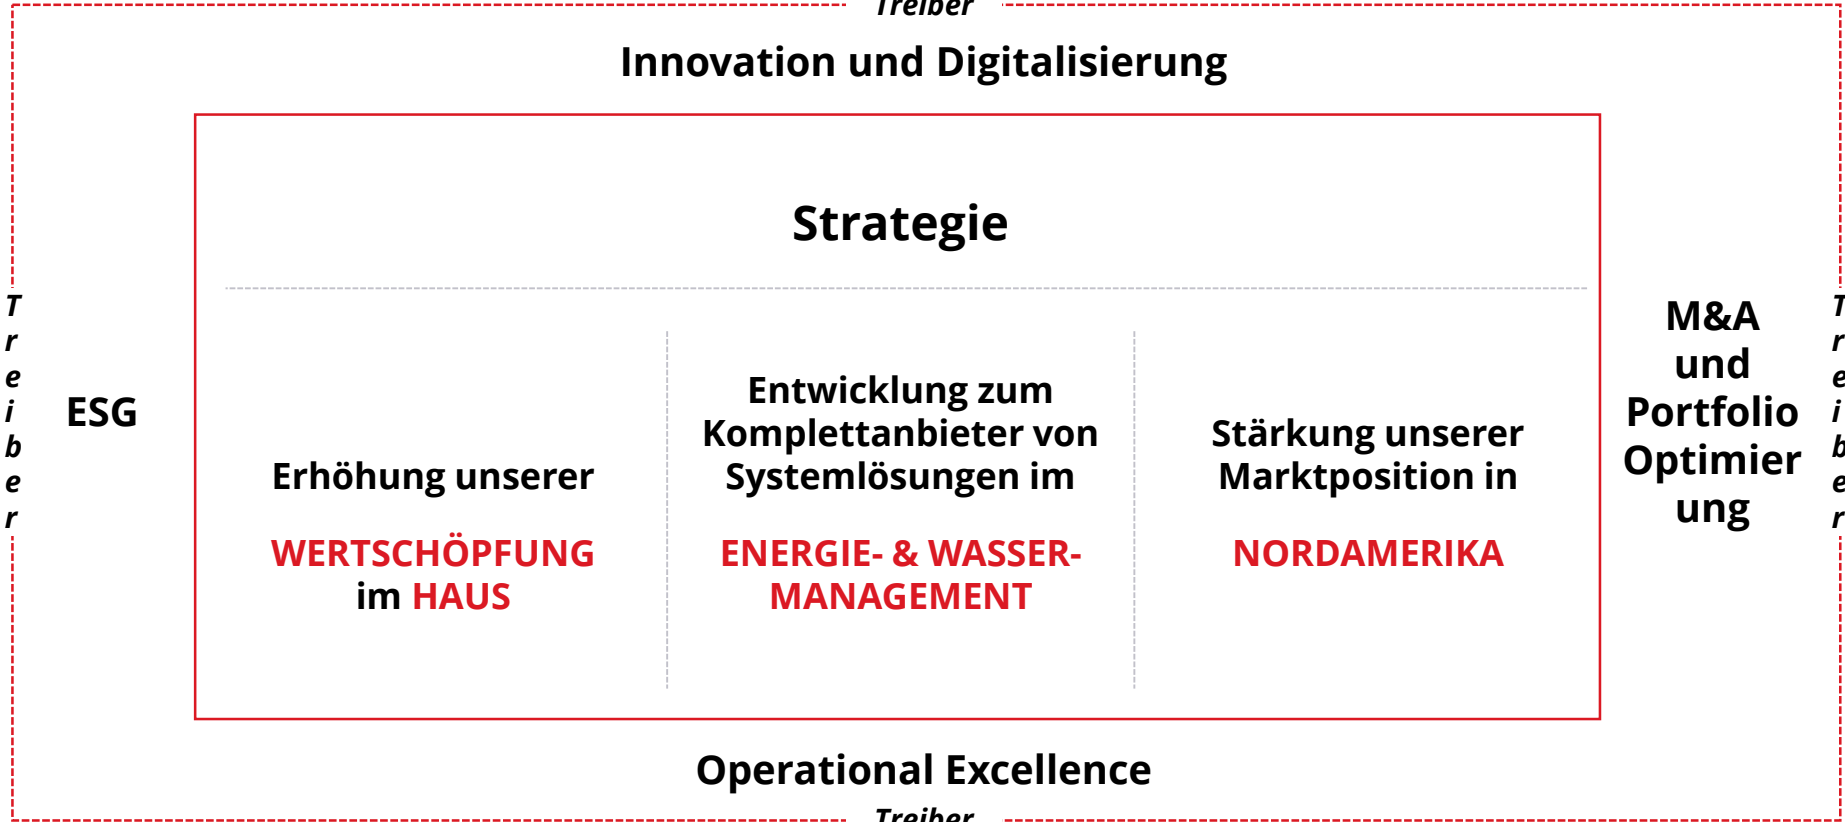 Treiber
Innovation und Digitalisierung
Strategie
Treiber
ESG
Erhöhung unserer
WERTSCHÖPFUNG
im HAUS
Entwicklung zum
Komplettanbieter von
Systemlösungen im
ENERGIE- & WASSER-
MANAGEMENT
Stärkung unserer
Marktposition in
NORDAMERIKA
M&A
und
Portfolio
Optimier
ung
Treiber
Operational Excellence
Treiber